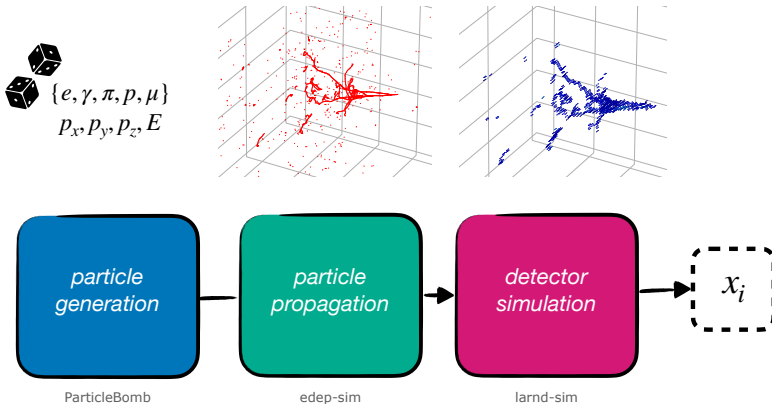 {e, γ, π, p, μ}
p_x, p_y, p_z, E
particle
generation
particle
propagation
detector
simulation
x_i
ParticleBomb
edep-sim
larnd-sim